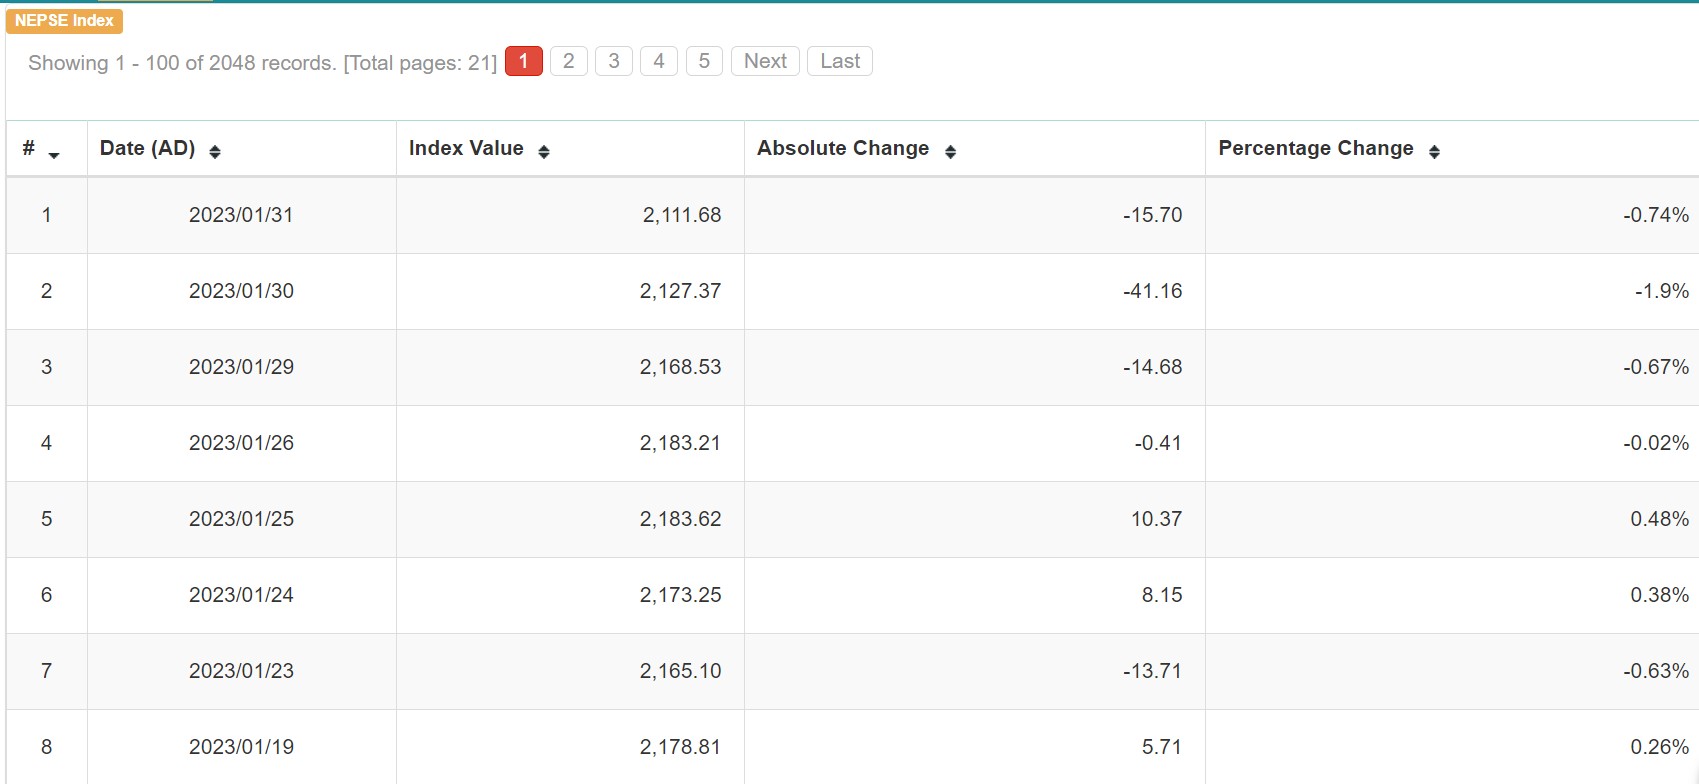 NEPSE Index
Showing 1 - 100 of 2048 records. [Total pages: 21] 1 2 3 4 5 Next Last
# Date (AD) Index Value Absolute Change Percentage Change
1 2023/01/31 2,111.68 -15.70 -0.74%
2 2023/01/30 2,127.37 -41.16 -1.9%
3 2023/01/29 2,168.53 -14.68 -0.67%
4 2023/01/26 2,183.21 -0.41 -0.02%
5 2023/01/25 2,183.62 10.37 0.48%
6 2023/01/24 2,173.25 8.15 0.38%
7 2023/01/23 2,165.10 -13.71 -0.63%
8 2023/01/19 2,178.81 5.71 0.26%